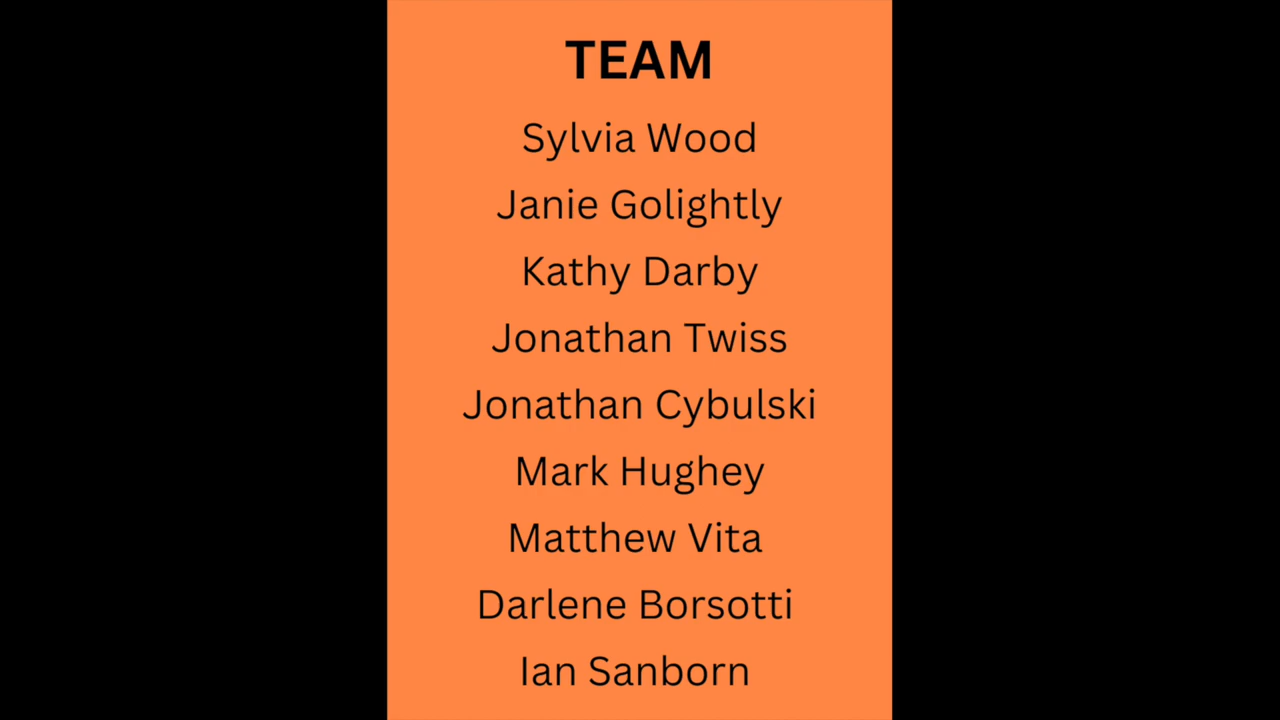 TEAM
Sylvia Wood
Janie Golightly
Kathy Darby
Jonathan Twiss
Jonathan Cybulski
Mark Hughey
Matthew Vita
Darlene Borsotti
Ian Sanborn